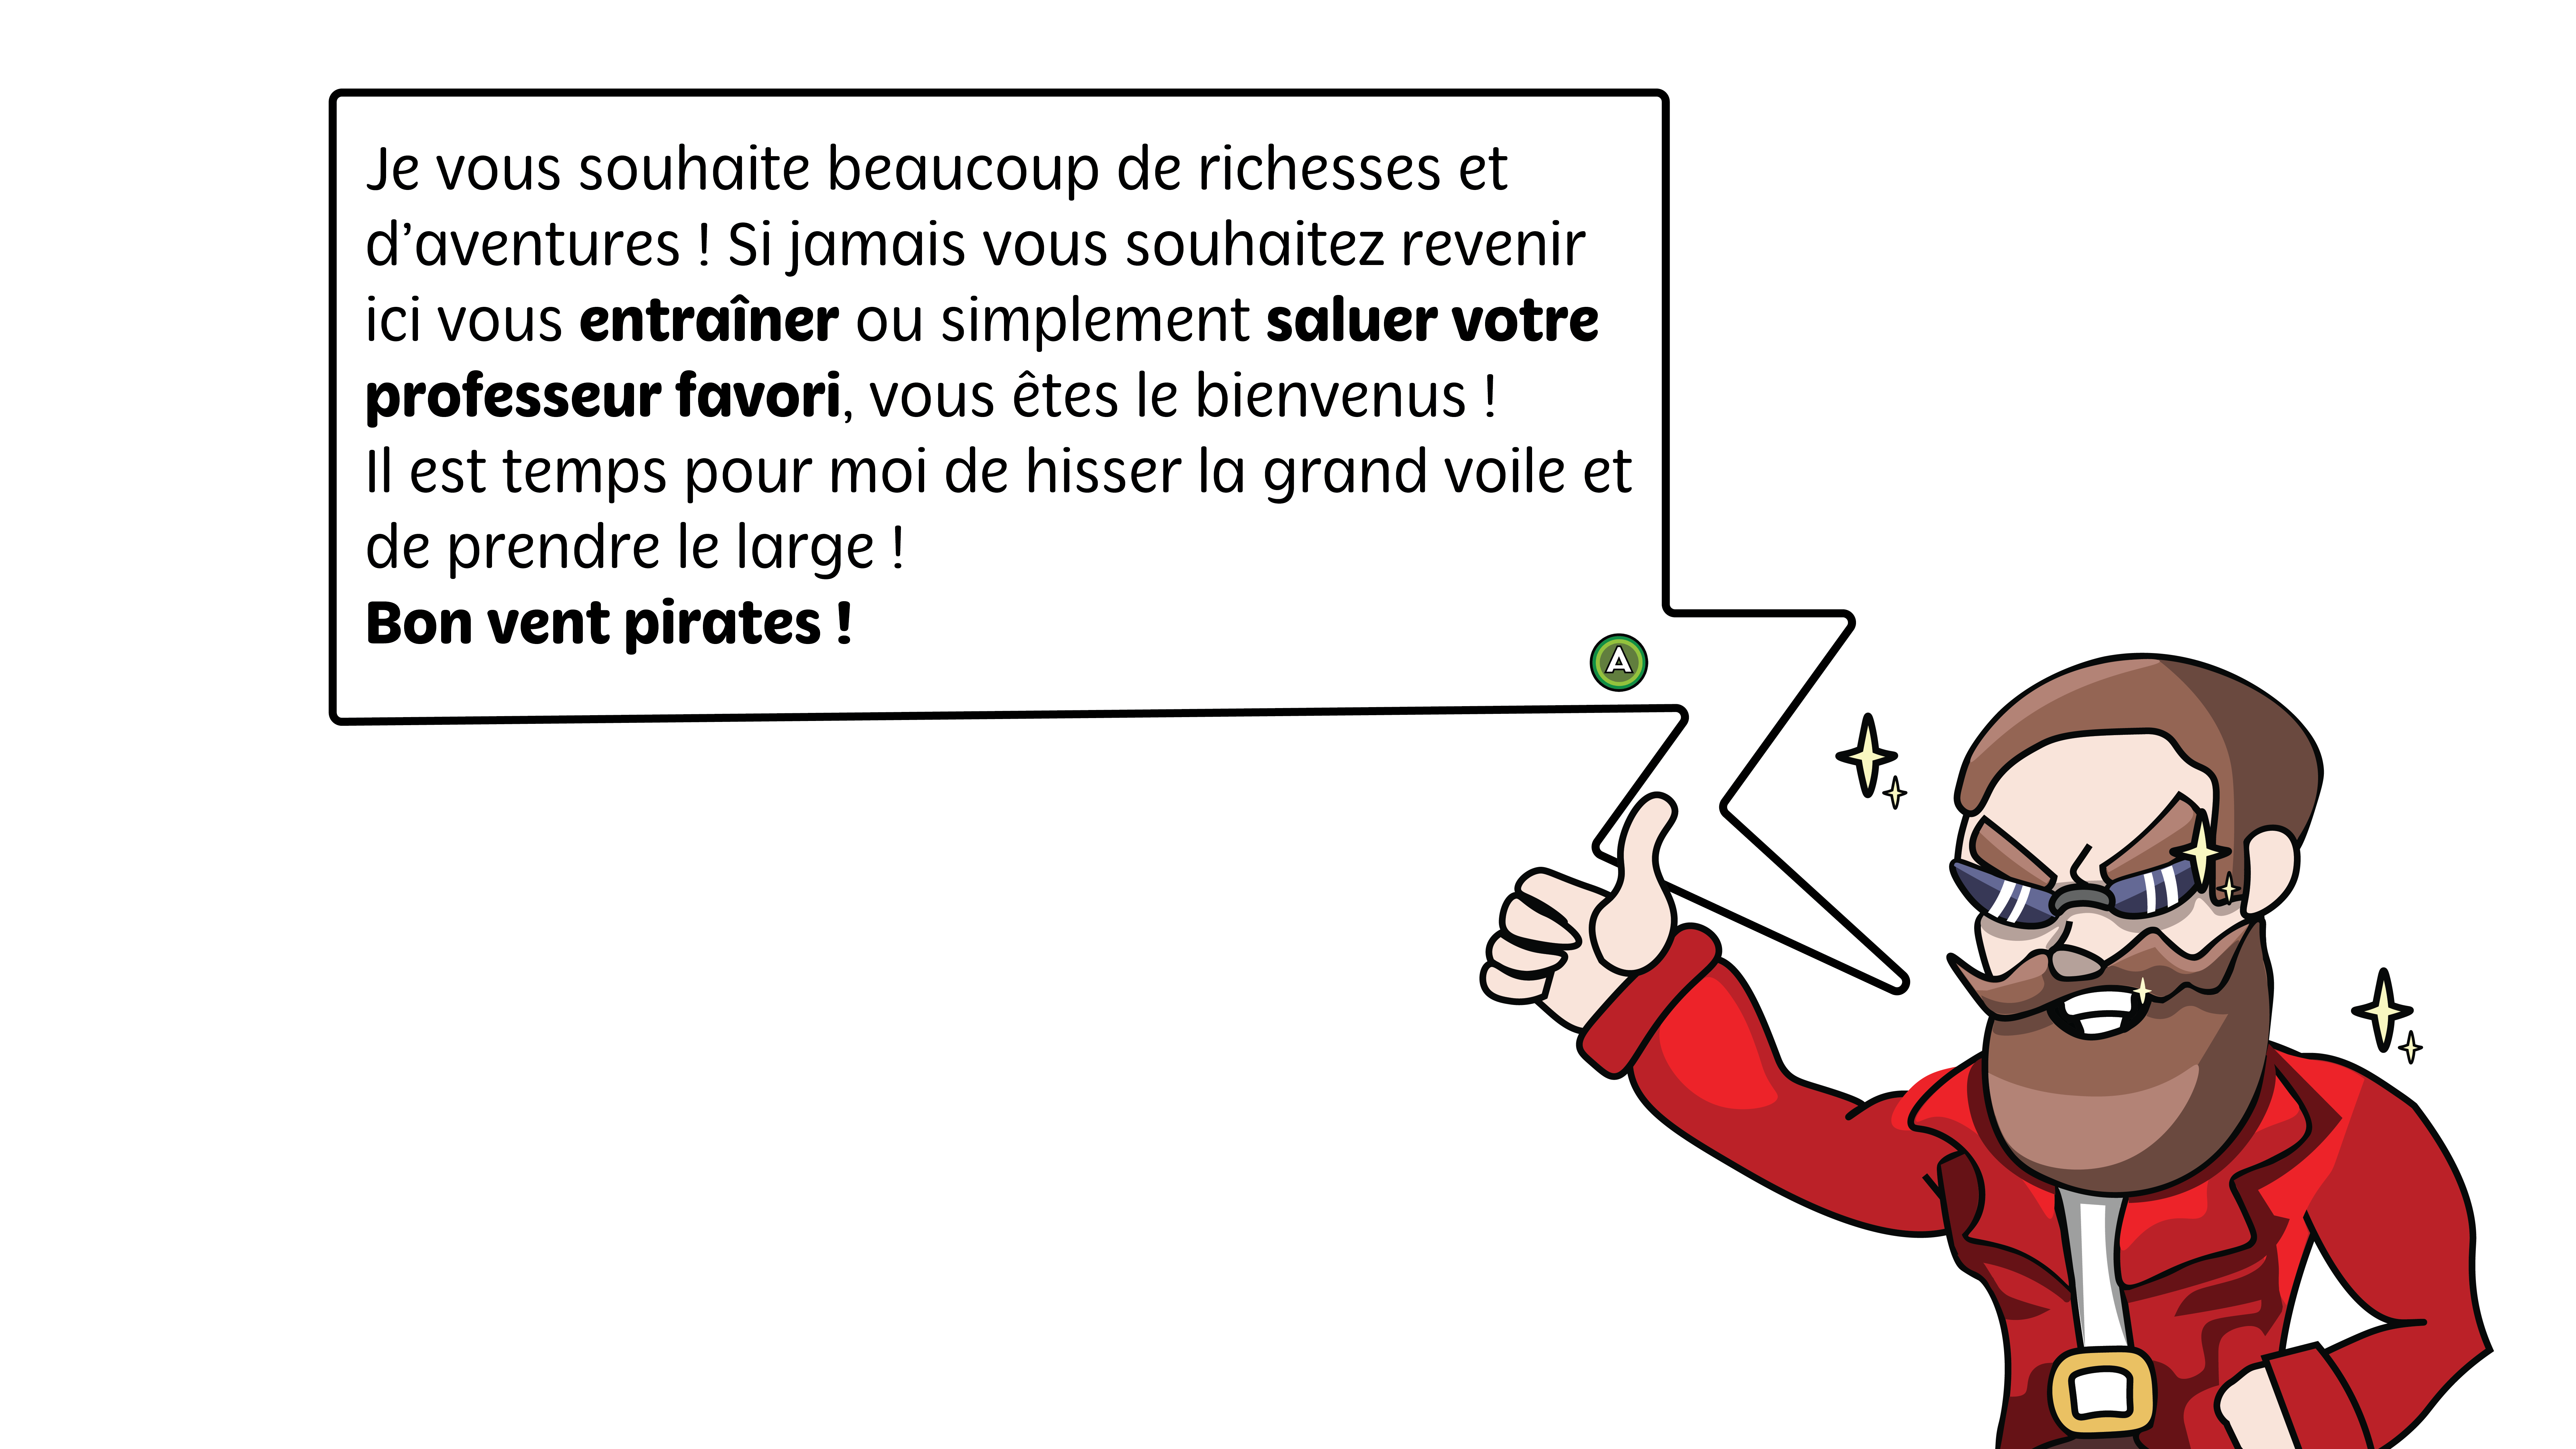 Je vous souhaite beaucoup de richesses et
d’aventures ! Si jamais vous souhaitez revenir
ici vous entraîner ou simplement saluer votre
professeur favori, vous êtes le bienvenus !
Il est temps pour moi de hisser la grand voile et
de prendre le large !
Bon vent pirates !
A